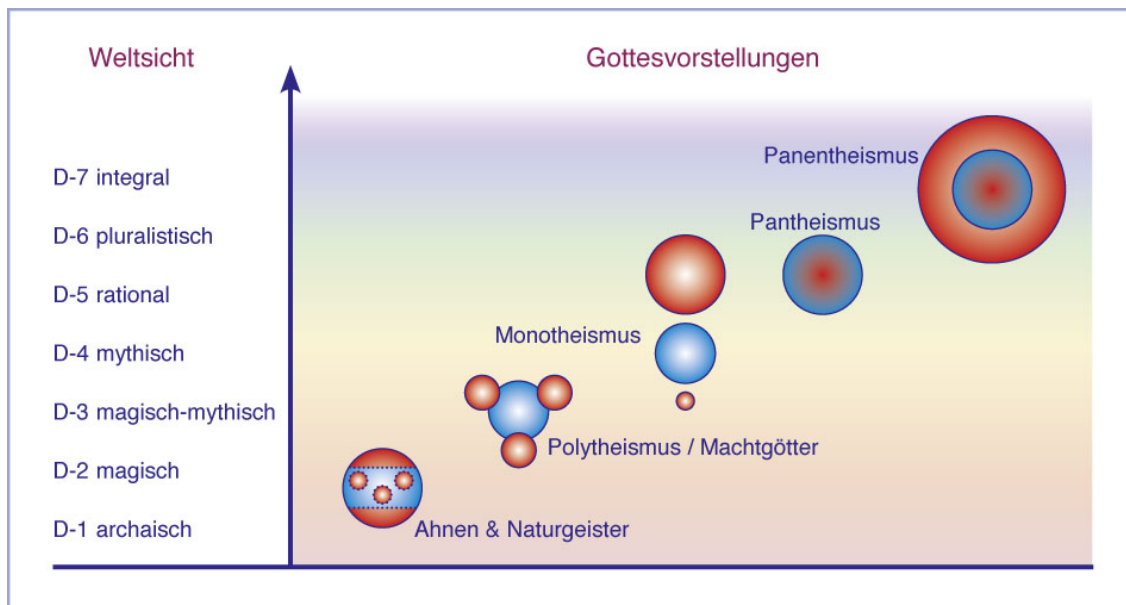 Weltsicht
Gottesvorstellungen
Panentheismus
D-7 integral
Pantheismus
D-6 pluralistisch
D-5 rational
Monotheismus
D-4 mythisch
D-3 magisch-mythisch
Polytheismus / Machtgötter
D-2 magisch
D-1 archaisch
Ahnen & Naturgeister